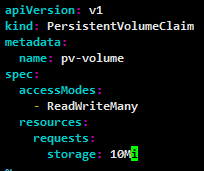 apiVersion: v1
kind: PersistentVolumeClaim
metadata:
  name: pv-volume
spec:
  accessModes:
    - ReadWriteMany
  resources:
    requests:
      storage: 10Mi